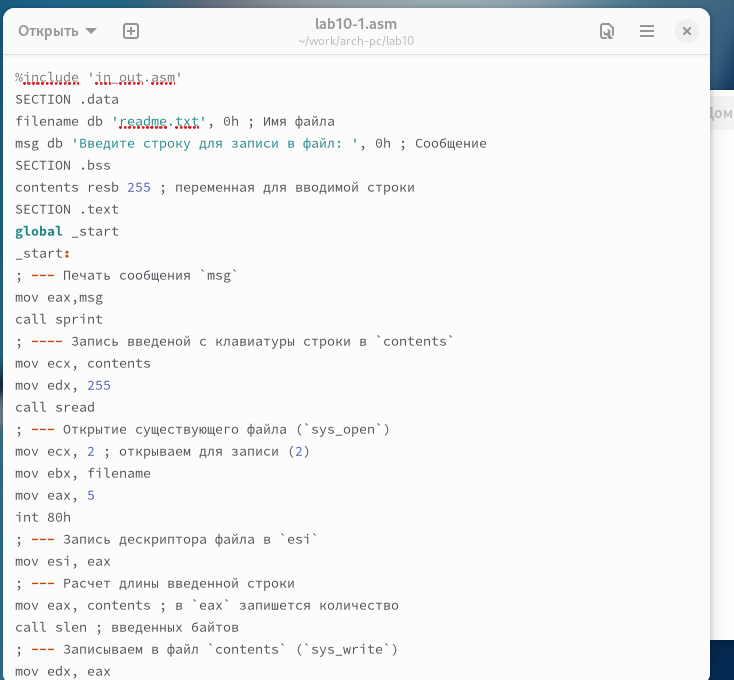 Открыть
lab10-1.asm
~/work/arch-pc/lab10
%include 'in_out.asm'
SECTION .data
filename db 'readme.txt', 0h ; Имя файла
msg db 'Введите строку для записи в файл: ', 0h ; Сообщение
SECTION .bss
contents resb 255 ; переменная для вводимой строки
SECTION .text
global _start
_start:
; --- Печать сообщения `msg`
mov eax,msg
call sprint
; ---- Запись введеной с клавиатуры строки в `contents`
mov ecx, contents
mov edx, 255
call sread
; --- Открытие существующего файла (`sys_open`)
mov ecx, 2 ; открываем для записи (2)
mov ebx, filename
mov eax, 5
int 80h
; --- Запись дескриптора файла в `esi`
mov esi, eax
; --- Расчет длины введенной строки
mov eax, contents ; в `eax` запишется количество
call slen ; введенных байтов
; --- Записываем в файл `contents` (`sys_write`)
mov edx, eax